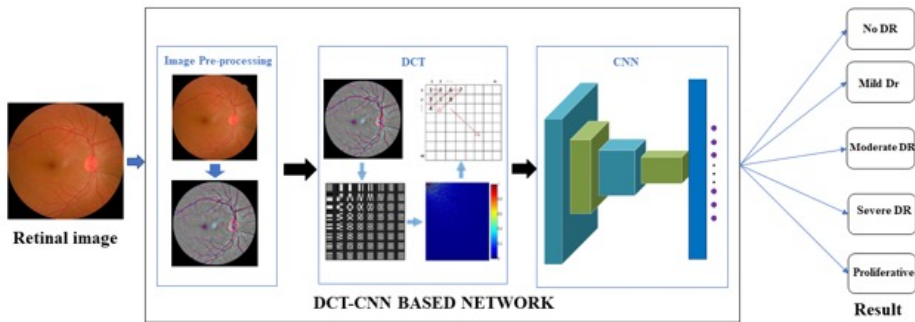 Retinal image
Image Pre-processing
DCT
CNN
DCT-CNN BASED NETWORK
No DR
Mild Dr
Moderate DR
Severe DR
Proliferative
Result